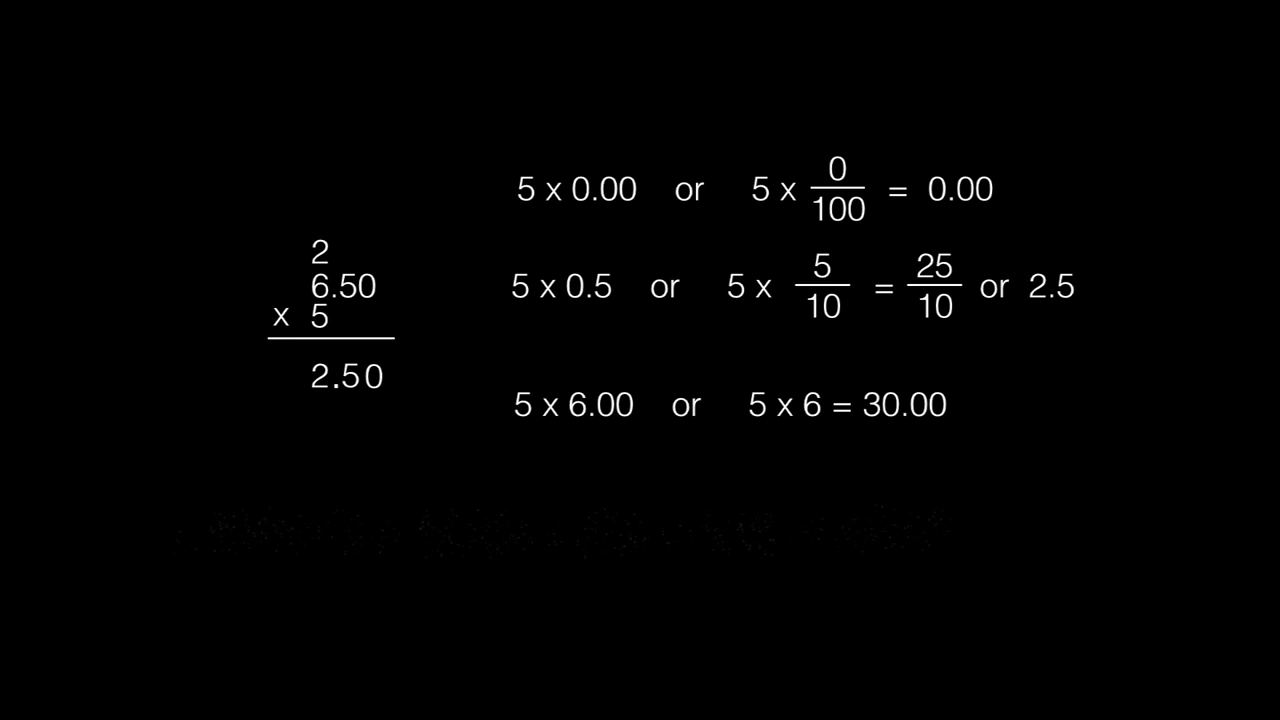 5 x 0.00 or 5 x 0/100 = 0.00
2
6.50
x 5
2.50
5 x 0.5 or 5 x 5/10 = 25/10 or 2.5
5 x 6.00 or 5 x 6 = 30.00